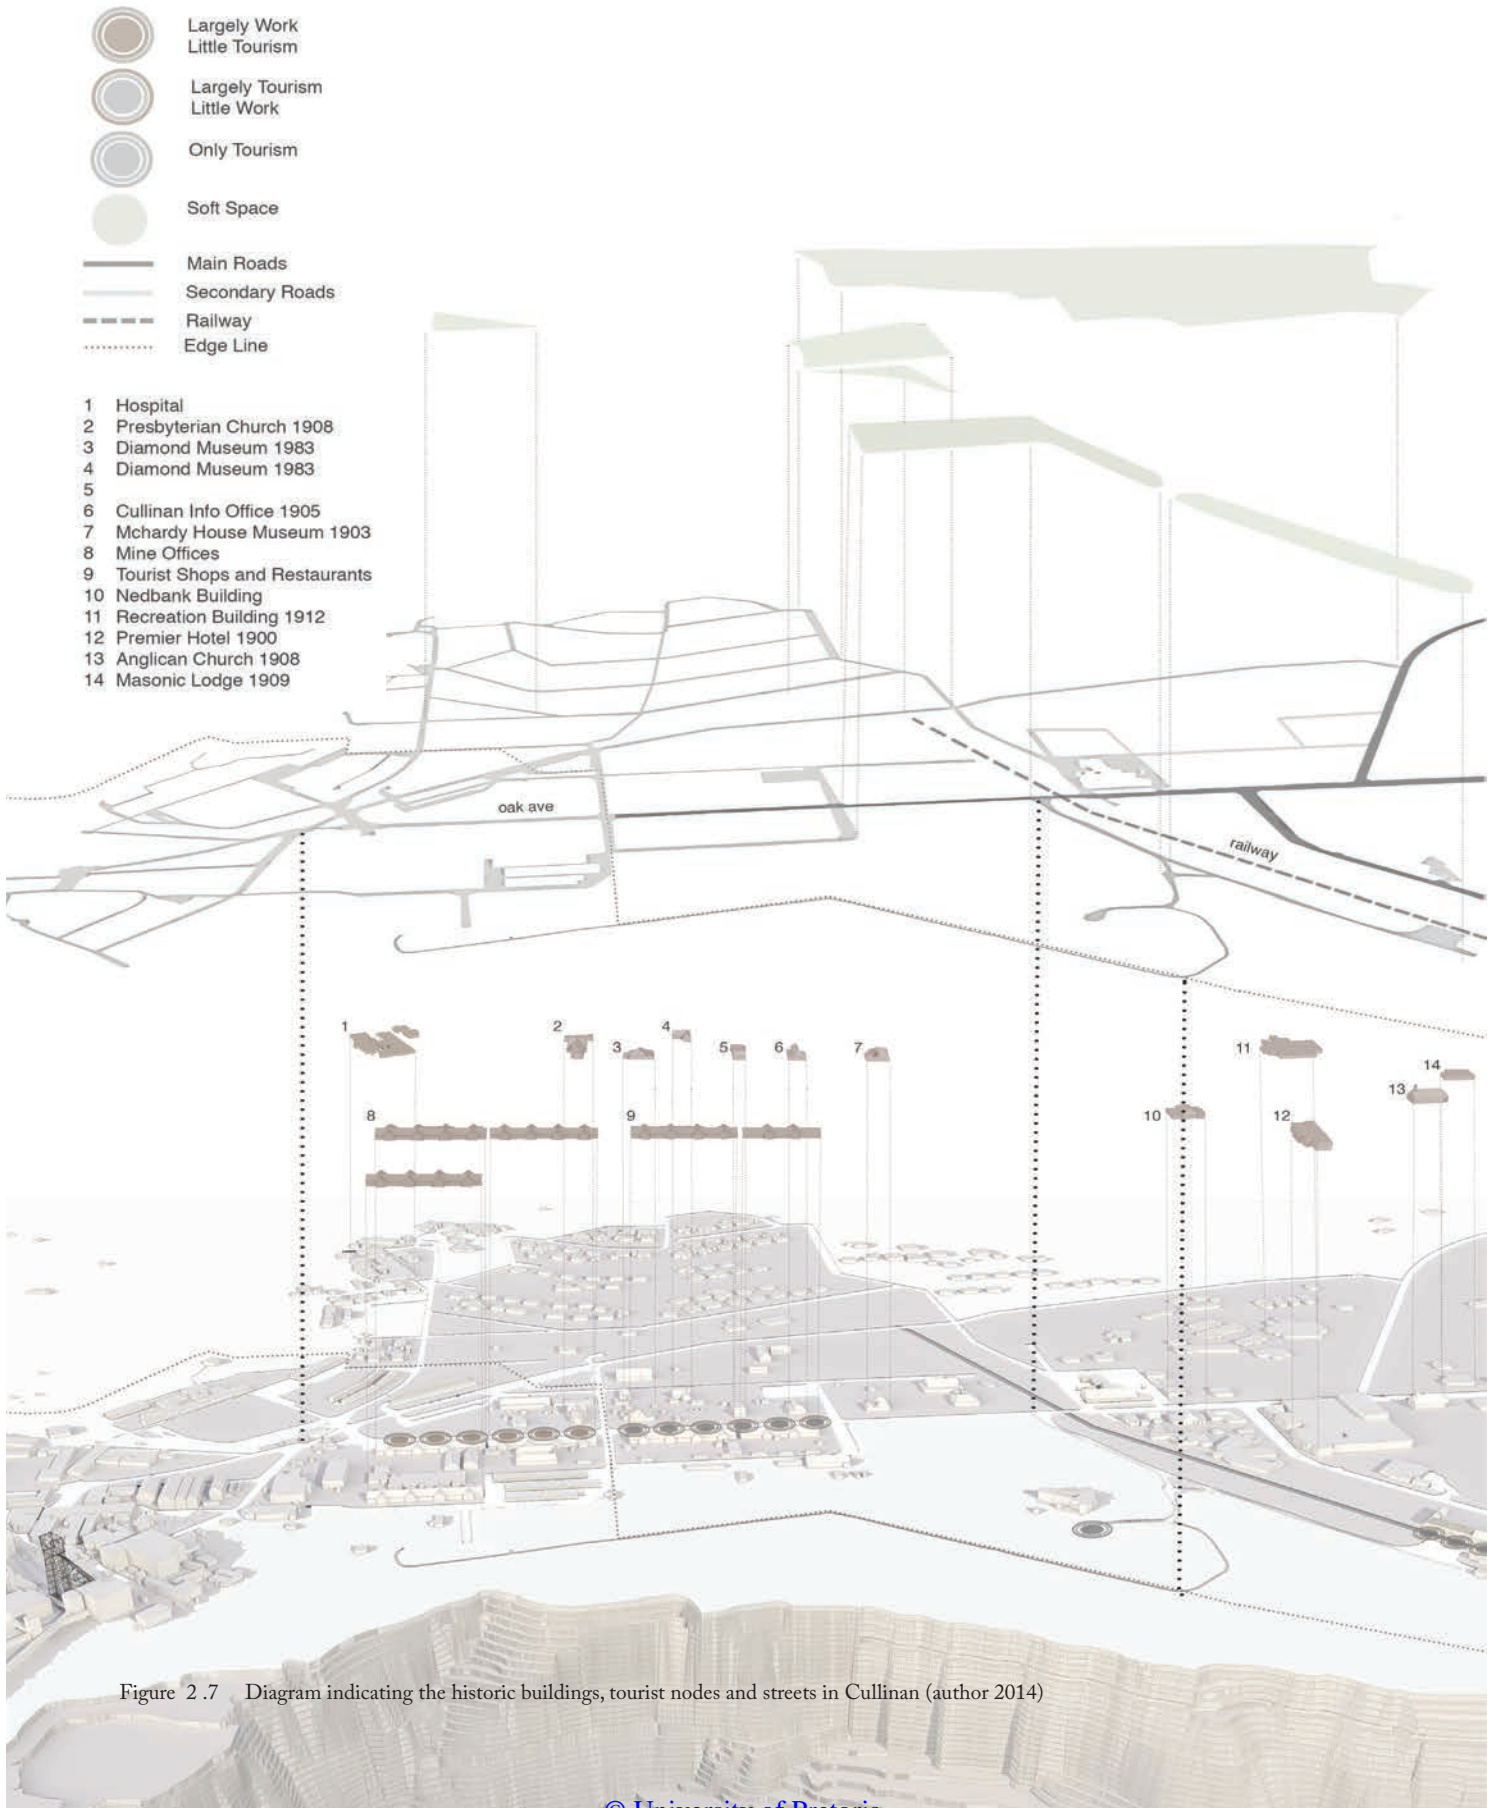 Largely Work
Little Tourism
Largely Tourism
Little Work
Only Tourism
Soft Space
Main Roads
Secondary Roads
Railway
Edge Line
1 Hospital
2 Presbyterian Church 1908
3 Diamond Museum 1983
4 Diamond Museum 1983
5
6 Cullinan Info Office 1905
7 Mchardy House Museum 1903
8 Mine Offices
9 Tourist Shops and Restaurants
10 Nedbank Building
11 Recreation Building 1912
12 Premier Hotel 1900
13 Anglican Church 1908
14 Masonic Lodge 1909
oak ave
railway
1
2
3
4
5
6
7
11
14
13
8
9
10
12
Figure 2.7 Diagram indicating the historic buildings, tourist nodes and streets in Cullinan (author 2014)
© University of Pretoria